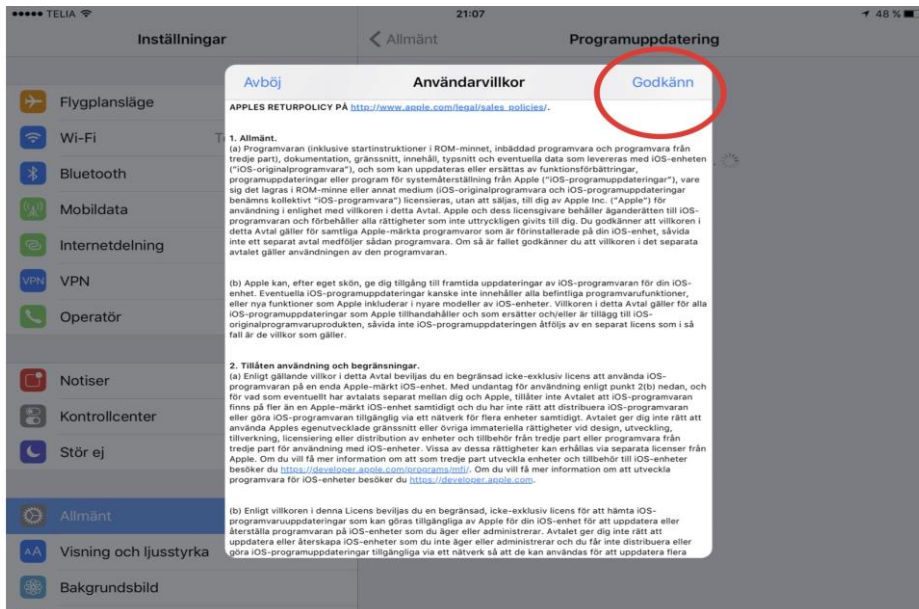 TELIA
21:07
48 %
Inställningar
Allmänt
Programuppdatering
Flygplansläge
Wi-Fi
Bluetooth
Mobildata
Internetdelning
VPN
VPN
Operatör
Notiser
Kontrollcenter
Stör ej
Allmänt
AA
Visning och ljusstyrka
Bakgrundsbild
Avböj
Användarvillkor
Godkänn
APPLES RETURPOLICY PÅ http://www.apple.com/legal/sales_policies/.
1. Allmänt.
(a) Programvaran (inklusive startinstruktioner i ROM-minnet, inbäddad programvara och programvara från
tredje part), dokumentation, gränssnitt, innehåll, typsnitt och eventuella data som levereras med iOS-enheten
("iOS-originalprogramvara"), och som kan uppdateras eller ersättas av funktionsförbättringar,
programuppdateringar eller program för systemåterställning från Apple ("iOS-programuppdateringar"), vare
sig det lagras i ROM-minne eller annat medium (iOS-originalprogramvara och iOS-programuppdateringar
benämns kollektivt "iOS-programvara") licensieras, utan att säljas, till dig av Apple Inc. ("Apple") för
användning i enlighet med villkoren i detta Avtal. Apple och dess licensgivare behåller äganderätten till iOS-
programvaran och förbehåller alla rättigheter som inte uttryckligen givits till dig. Du godkänner att villkoren i
detta Avtal gäller för samtliga Apple-märkta programvaror som är förinstallerade på din iOS-enhet, såvida
inte ett separat avtal medföljer sådan programvara. Om så är fallet godkänner du att villkoren i det separata
avtalet gäller användningen av den programvaran.
(b) Apple kan, efter eget skön, ge dig tillgång till framtida uppdateringar av iOS-programvaran för din iOS-
enhet. Eventuella iOS-programuppdateringar kanske inte innehåller alla befintliga programvarufunktioner,
eller nya funktioner som Apple inkluderar i nyare modeller av iOS-enheter. Villkoren i detta Avtal gäller för alla
iOS-programuppdateringar som Apple tillhandahåller och som ersätter och/eller är tillägg till iOS-
originalprogramvaruprodukten, såvida inte iOS-programuppdateringen åtföljs av en separat licens som i så
fall är de villkor som gäller.
2. Tillåten användning och begränsningar.
(a) Enligt gällande villkor i detta Avtal beviljas du en begränsad icke-exklusiv licens att använda iOS-
programvaran på en enda Apple-märkt iOS-enhet. Med undantag för användning enligt punkt 2(b) nedan, och
för vad som eventuellt har avtalats separat mellan dig och Apple, tillåter inte Avtalet att iOS-programvaran
finns på fler än en Apple-märkt iOS-enhet samtidigt och du har inte rätt att distribuera iOS-programvaran
eller göra iOS-programvaran tillgänglig via ett nätverk för flera enheter samtidigt. Avtalet ger dig inte rätt att
använda Apples egenutvecklade gränssnitt eller övriga immateriella rättigheter vid design, utveckling,
tillverkning, licensiering eller distribution av enheter och tillbehör från tredje part eller programvara från
tredje part för användning med iOS-enheter. Vissa av dessa rättigheter kan erhållas via separata licenser från
Apple. Om du vill få mer information om att som tredje part utveckla enheter och tillbehör till iOS-enheter
besöker du https://developer.apple.com/programs/mfi/. Om du vill få mer information om att utveckla
programvara för iOS-enheter besöker du https://developer.apple.com.
(b) Enligt villkoren i denna Licens beviljas du en begränsad, icke-exklusiv licens för att hämta iOS-
programvaruuppdateringar som kan göras tillgängliga av Apple för din iOS-enhet för att uppdatera eller
återställa programvaran på iOS-enheter som du äger eller administrerar. Avtalet ger dig inte rätt att
uppdatera eller återskapa iOS-enheter som du inte äger eller administrerar och du får inte distribuera eller
göra iOS-programuppdateringar tillgängliga via ett nätverk så att de kan användas för att uppdatera flera